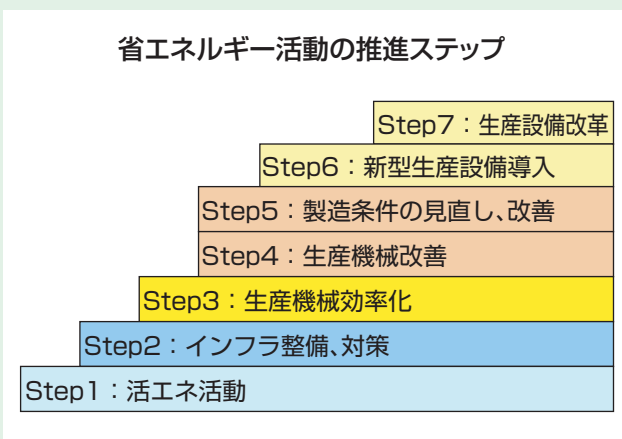 省エネルギー活動の推進ステップ
Step7：生産設備改革
Step6：新型生産設備導入
Step5：製造条件の見直し、改善
Step4：生産機械改善
Step3：生産機械効率化
Step2：インフラ整備、対策
Step1：活エネ活動